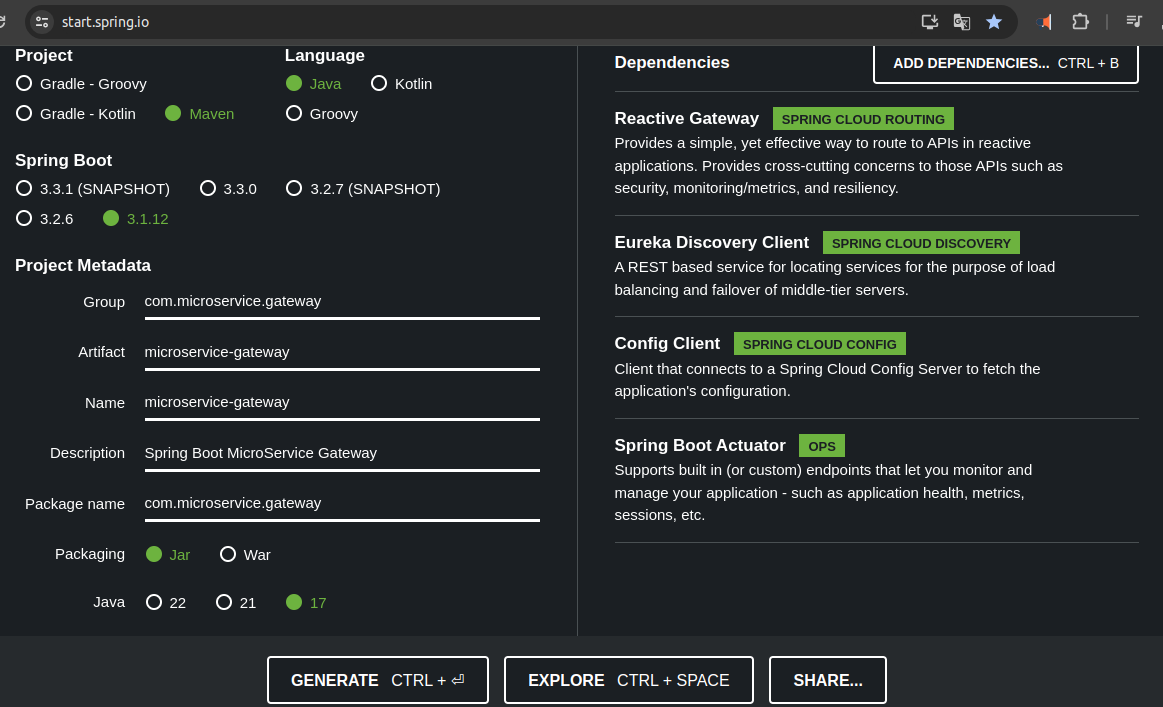 start.spring.io
Project
Gradle - Groovy
Gradle - Kotlin Maven
Language
Java Kotlin
Groovy
Spring Boot
3.3.1 (SNAPSHOT) 3.3.0 3.2.7 (SNAPSHOT)
3.2.6 3.1.12
Project Metadata
Group com.microservice.gateway
Artifact microservice-gateway
Name microservice-gateway
Description Spring Boot MicroService Gateway
Package name com.microservice.gateway
Packaging Jar War
Java 22 21 17
Dependencies ADD DEPENDENCIES... CTRL + B
Reactive Gateway SPRING CLOUD ROUTING
Provides a simple, yet effective way to route to APIs in reactive
applications. Provides cross-cutting concerns to those APIs such as
security, monitoring/metrics, and resiliency.
Eureka Discovery Client SPRING CLOUD DISCOVERY
A REST based service for locating services for the purpose of load
balancing and failover of middle-tier servers.
Config Client SPRING CLOUD CONFIG
Client that connects to a Spring Cloud Config Server to fetch the
application's configuration.
Spring Boot Actuator OPS
Supports built in (or custom) endpoints that let you monitor and
manage your application - such as application health, metrics,
sessions, etc.
GENERATE CTRL + ⏎ EXPLORE CTRL + SPACE SHARE...